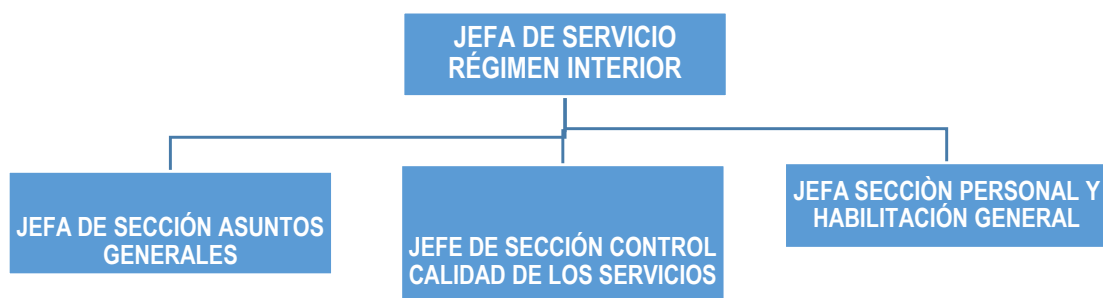 JEFA DE SERVICIO
RÉGIMEN INTERIOR
JEFA DE SECCIÓN ASUNTOS
GENERALES
JEFE DE SECCIÓN CONTROL
CALIDAD DE LOS SERVICIOS
JEFA SECCIÒN PERSONAL Y
HABILITACIÓN GENERAL